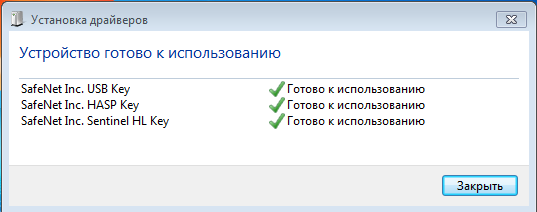 Установка драйверов
Устройство готово к использованию
SafeNet Inc. USB Key Готово к использованию
SafeNet Inc. HASP Key Готово к использованию
SafeNet Inc. Sentinel HL Key Готово к использованию
Закрыть